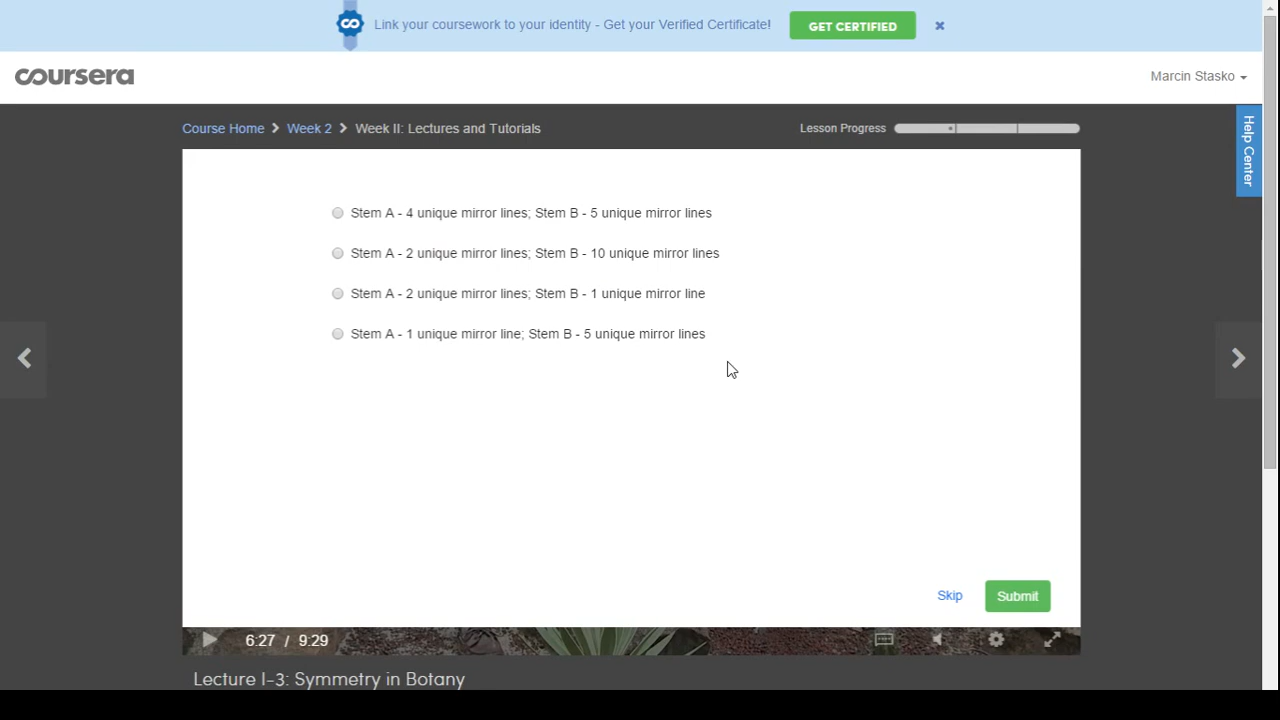 Link your coursework to your identity - Get your Verified Certificate! GET CERTIFIED ×
coursera
Marcin Stasko
Course Home > Week 2 > Week II: Lectures and Tutorials Lesson Progress
Help Center
Stem A - 4 unique mirror lines; Stem B - 5 unique mirror lines
Stem A - 2 unique mirror lines; Stem B - 10 unique mirror lines
Stem A - 2 unique mirror lines; Stem B - 1 unique mirror line
Stem A - 1 unique mirror line; Stem B - 5 unique mirror lines
Skip Submit
6:27 / 9:29
Lecture I-3: Symmetry in Botany